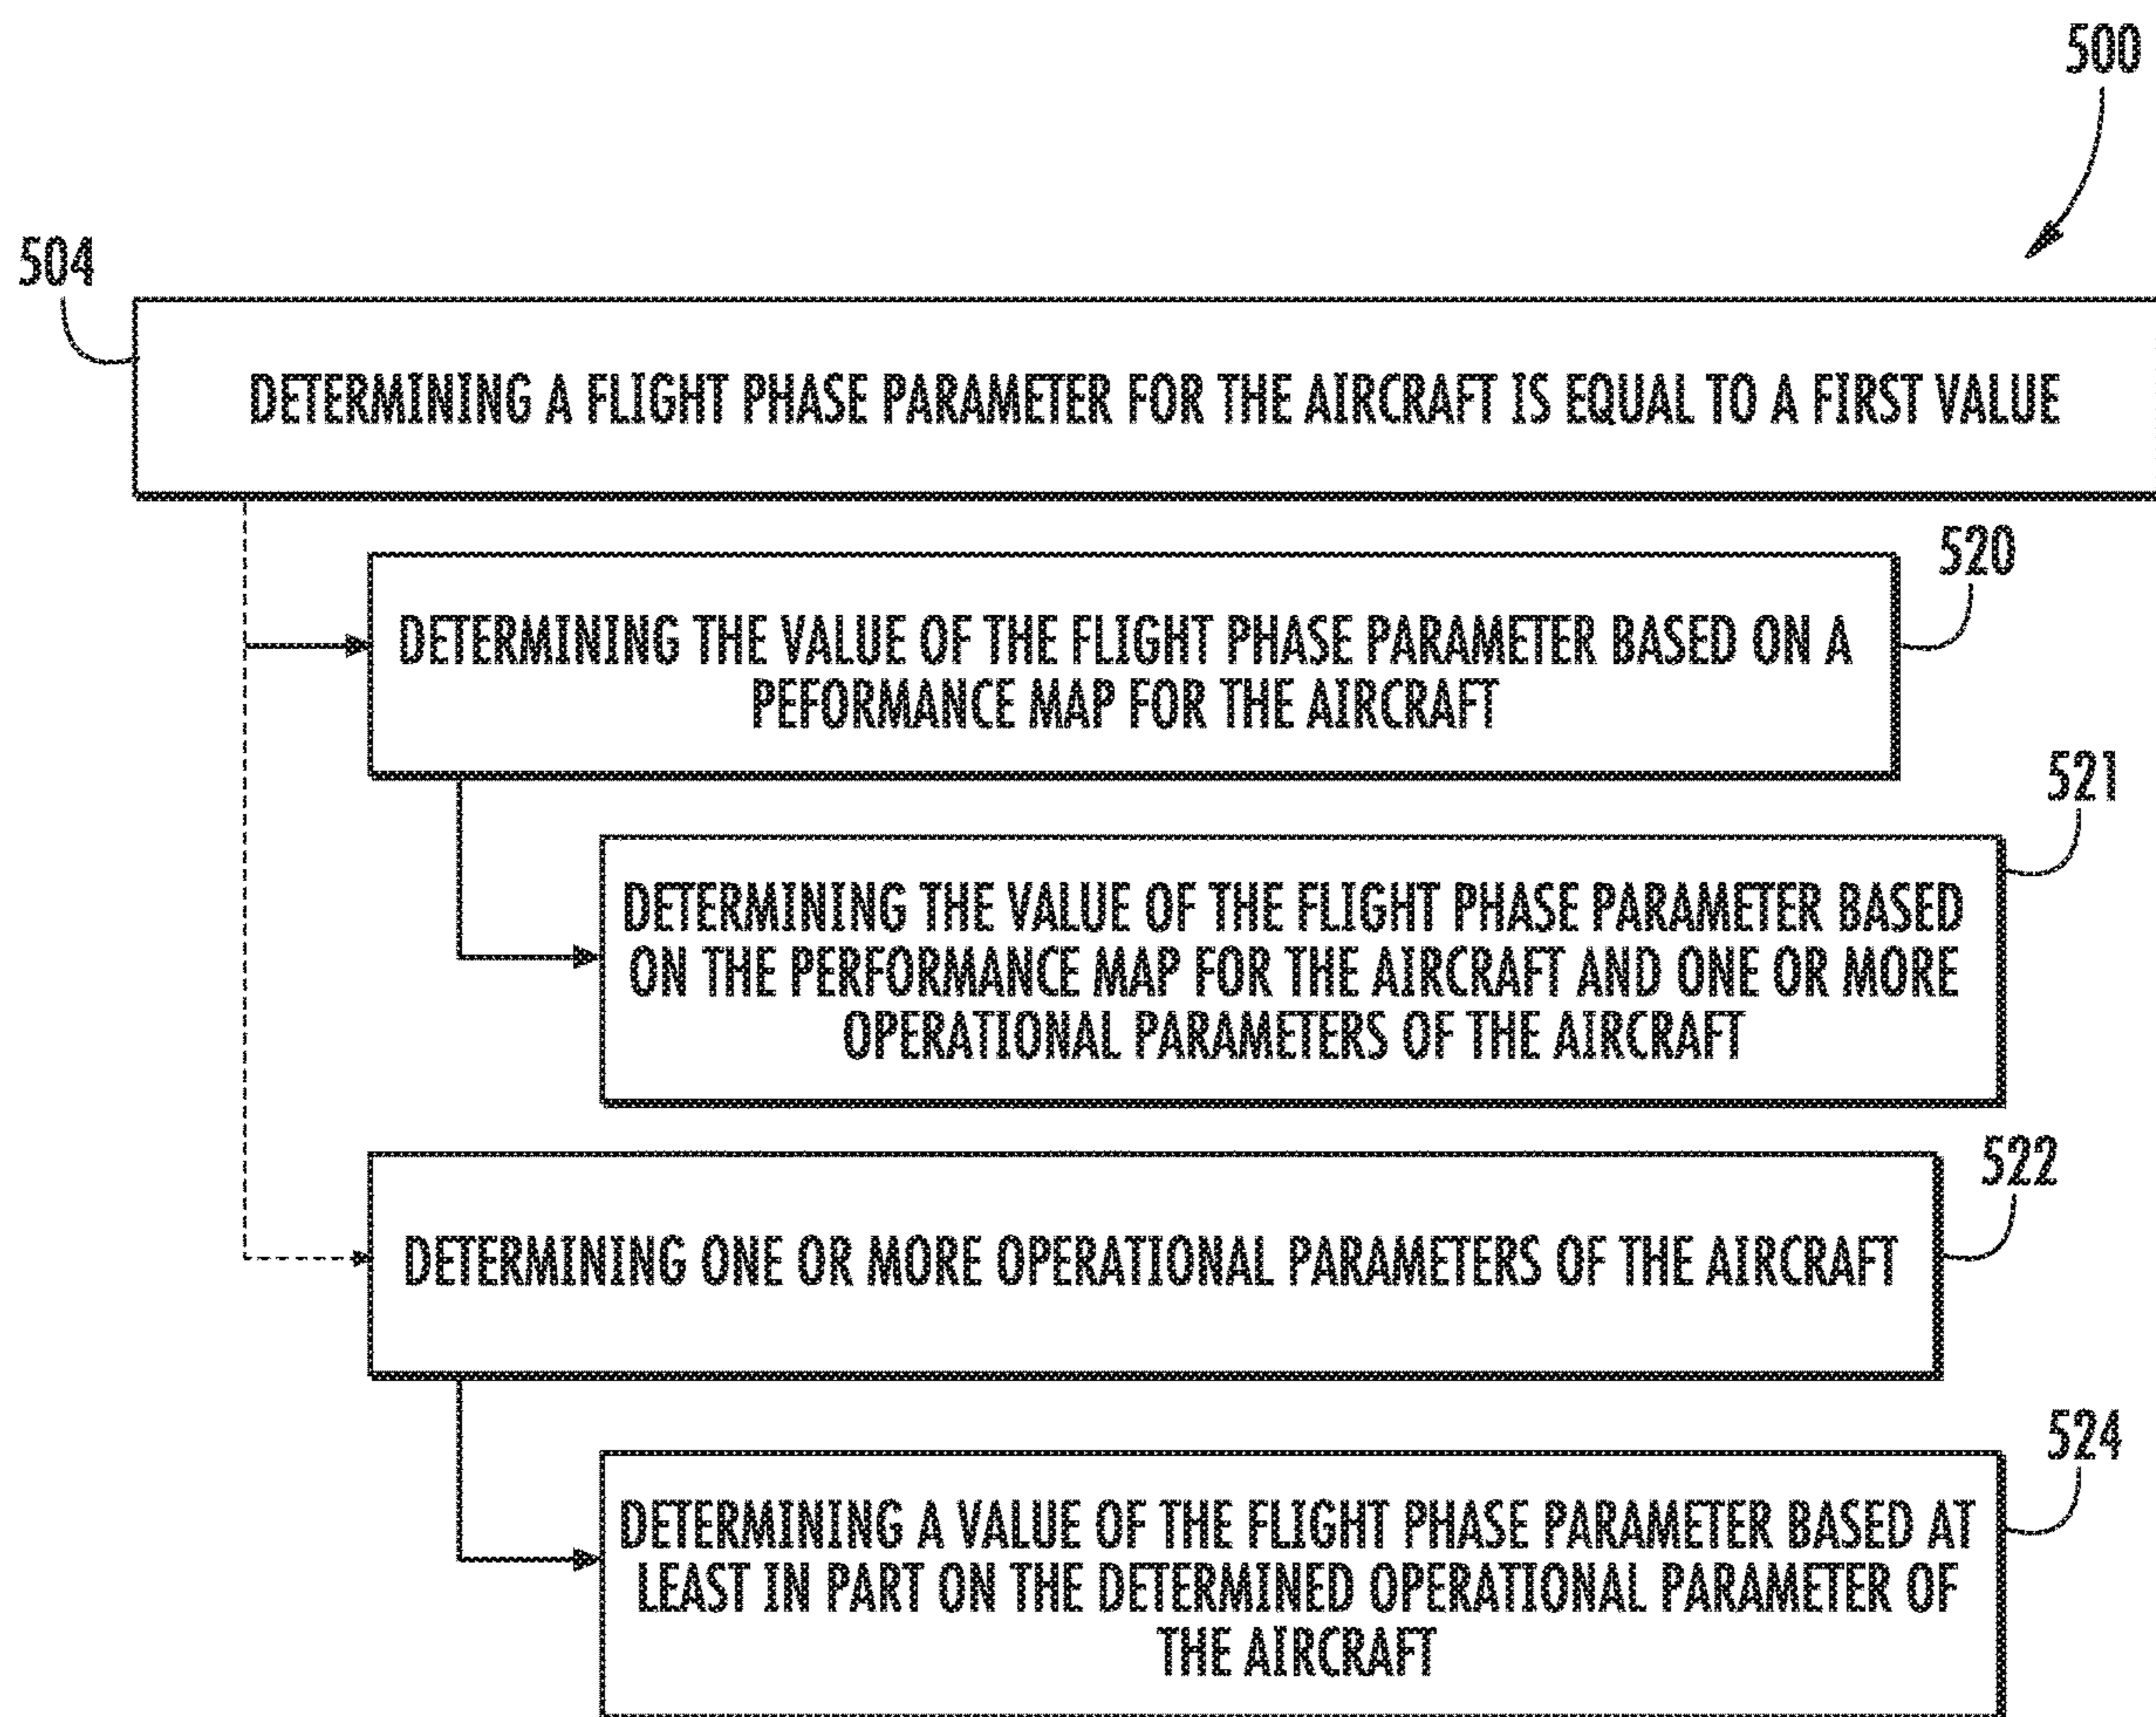 500
504
DETERMINING A FLIGHT PHASE PARAMETER FOR THE AIRCRAFT IS EQUAL TO A FIRST VALUE
520
DETERMINING THE VALUE OF THE FLIGHT PHASE PARAMETER BASED ON A
PEFORMANCE MAP FOR THE AIRCRAFT
521
DETERMINING THE VALUE OF THE FLIGHT PHASE PARAMETER BASED
ON THE PERFORMANCE MAP FOR THE AIRCRAFT AND ONE OR MORE
OPERATIONAL PARAMETERS OF THE AIRCRAFT
522
DETERMINING ONE OR MORE OPERATIONAL PARAMETERS OF THE AIRCRAFT
524
DETERMINING A VALUE OF THE FLIGHT PHASE PARAMETER BASED AT
LEAST IN PART ON THE DETERMINED OPERATIONAL PARAMETER OF
THE AIRCRAFT